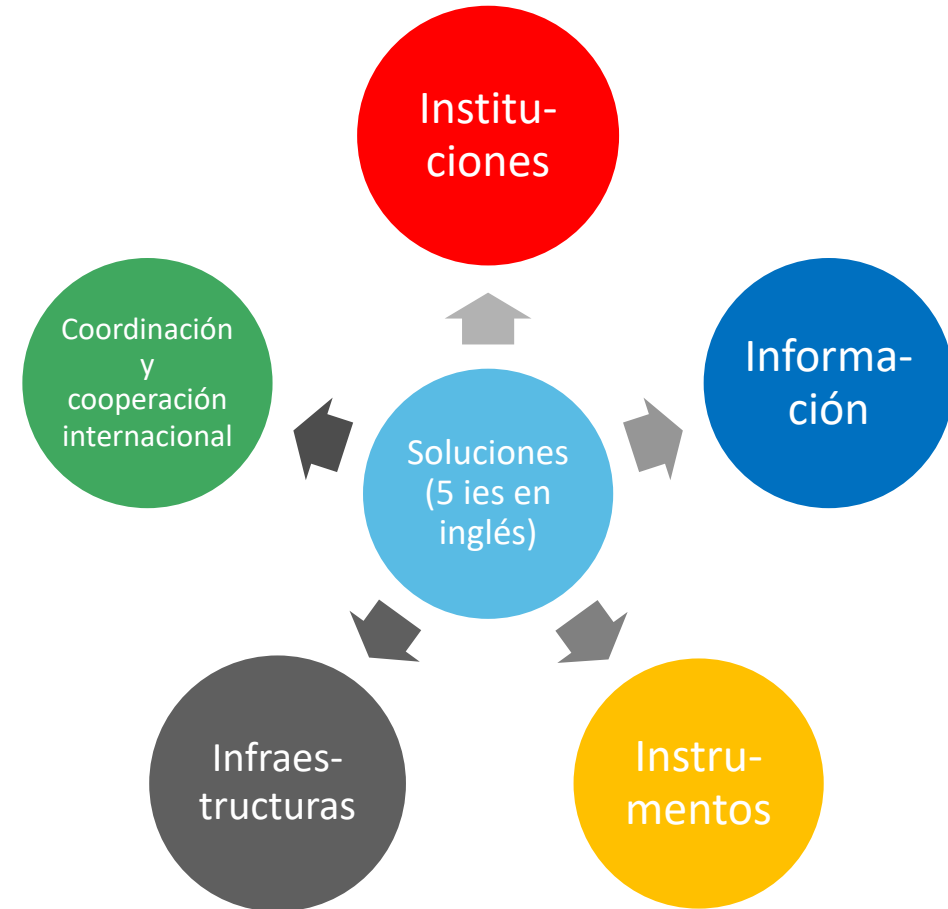 Institu-
ciones
Informa-
ción
Instru-
mentos
Infraes-
tructuras
Coordinación
y
cooperación
internacional
Soluciones
(5 ies en
inglés)